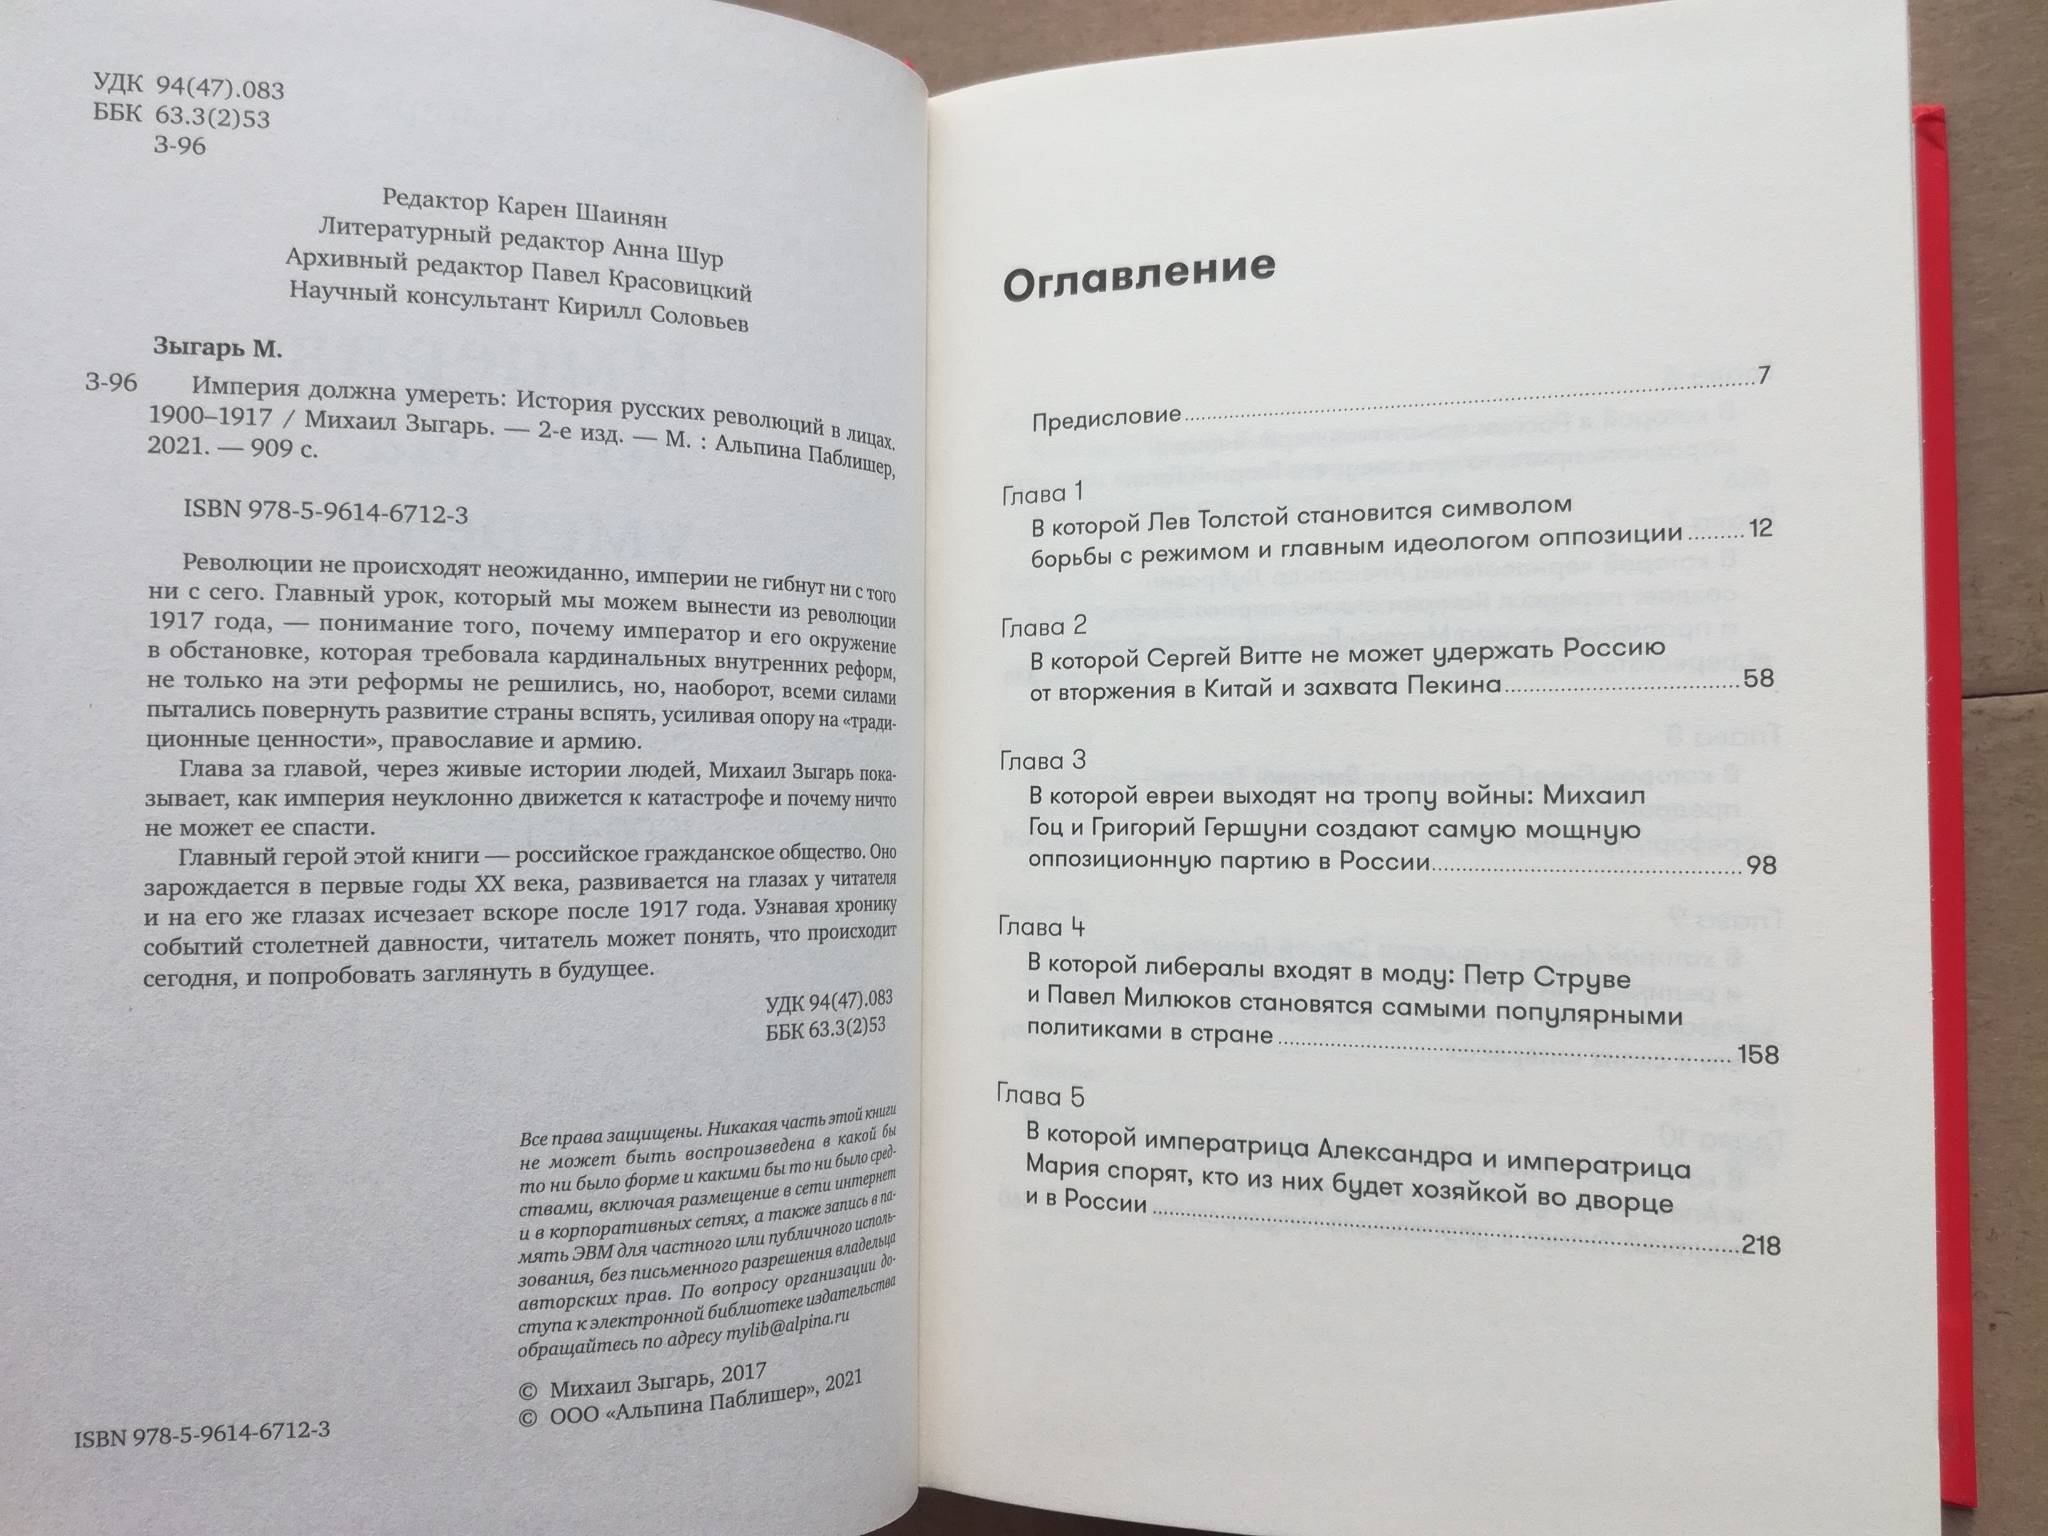 УДК 94(47).083
ББК 63.3(2)53
З-96
Редактор Карен Шаинян
Литературный редактор Анна Шур
Архивный редактор Павел Красовицкий
Научный консультант Кирилл Соловьев
Зыгарь М.
З-96 Империя должна умереть: История русских революций в лицах.
1900–1917 / Михаил Зыгарь. — 2-е изд. — М. : Альпина Паблишер,
2021. — 909 с.
ISBN 978-5-9614-6712-3
Революции не происходят неожиданно, империи не гибнут ни с того
ни с сего. Главный урок, который мы можем вынести из революции
1917 года, — понимание того, почему император и его окружение
в обстановке, которая требовала кардинальных внутренних реформ,
не только на эти реформы не решились, но, наоборот, всеми силами
пытались повернуть развитие страны вспять, усиливая опору на «тради-
ционные ценности», православие и армию.
Глава за главой, через живые истории людей, Михаил Зыгарь пока-
зывает, как империя неуклонно движется к катастрофе и почему ничто
не может ее спасти.
Главный герой этой книги — российское гражданское общество. Оно
зарождается в первые годы XX века, развивается на глазах у читателя
и на его же глазах исчезает вскоре после 1917 года. Узнавая хронику
событий столетней давности, читатель может понять, что происходит
сегодня, и попробовать заглянуть в будущее.
УДК 94(47).083
ББК 63.3(2)53
Все права защищены. Никакая часть этой книги
не может быть воспроизведена в какой бы
то ни было форме и какими бы то ни было сред-
ствами, включая размещение в сети интернет
и в корпоративных сетях, а также запись в па-
мять ЭВМ для частного или публичного исполь-
зования, без письменного разрешения владельца
авторских прав. По вопросу организации до-
ступа к электронной библиотеке издательства
обращайтесь по адресу mylib@alpina.ru
© Михаил Зыгарь, 2017
© ООО «Альпина Паблишер», 2021
ISBN 978-5-9614-6712-3
Оглавление
Предисловие 7
Глава 1
В которой Лев Толстой становится символом
борьбы с режимом и главным идеологом оппозиции 12
Глава 2
В которой Сергей Витте не может удержать Россию
от вторжения в Китай и захвата Пекина 58
Глава 3
В которой евреи выходят на тропу войны: Михаил
Гоц и Григорий Гершуни создают самую мощную
оппозиционную партию в России 98
Глава 4
В которой либералы входят в моду: Петр Струве
и Павел Милюков становятся самыми популярными
политиками в стране 158
Глава 5
В которой императрица Александра и императрица
Мария спорят, кто из них будет хозяйкой во дворце
и в России 218